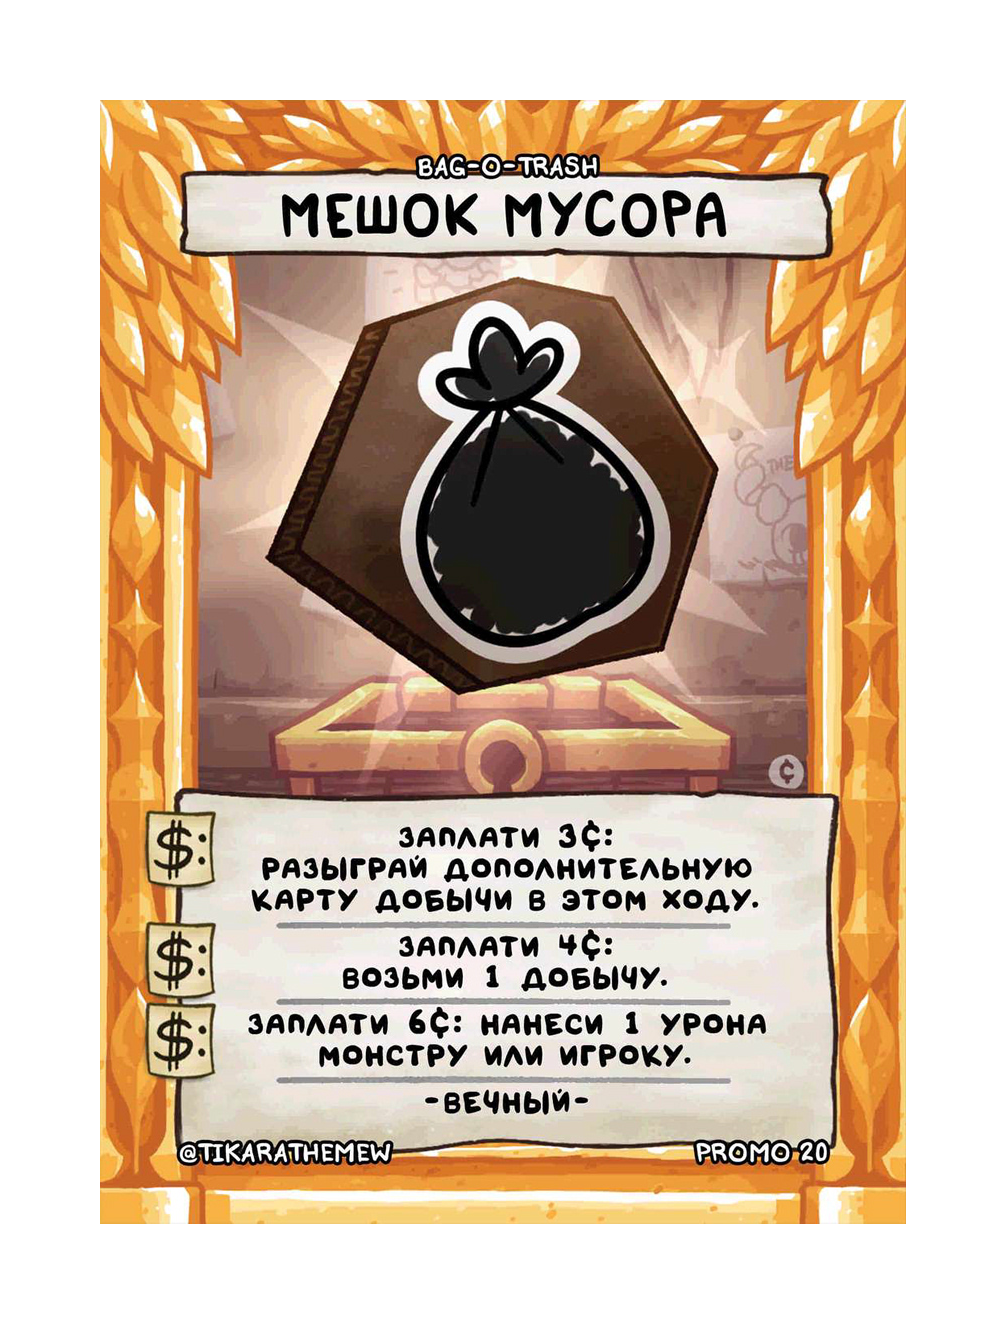 BAG-O-TRASH
МЕШОК МУСОРА
¢
$:
ЗАПЛАТИ 3¢:
РАЗЫГРАЙ ДОПОЛНИТЕЛЬНУЮ
КАРТУ ДОБЫЧИ В ЭТОМ ХОДУ.
$:
ЗАПЛАТИ 4¢:
ВОЗЬМИ 1 ДОБЫЧУ.
$:
ЗАПЛАТИ 6¢: НАНЕСИ 1 УРОНА
МОНСТРУ ИЛИ ИГРОКУ.
-ВЕЧНЫЙ-
@TIKARATHEMEW
PROMO 20